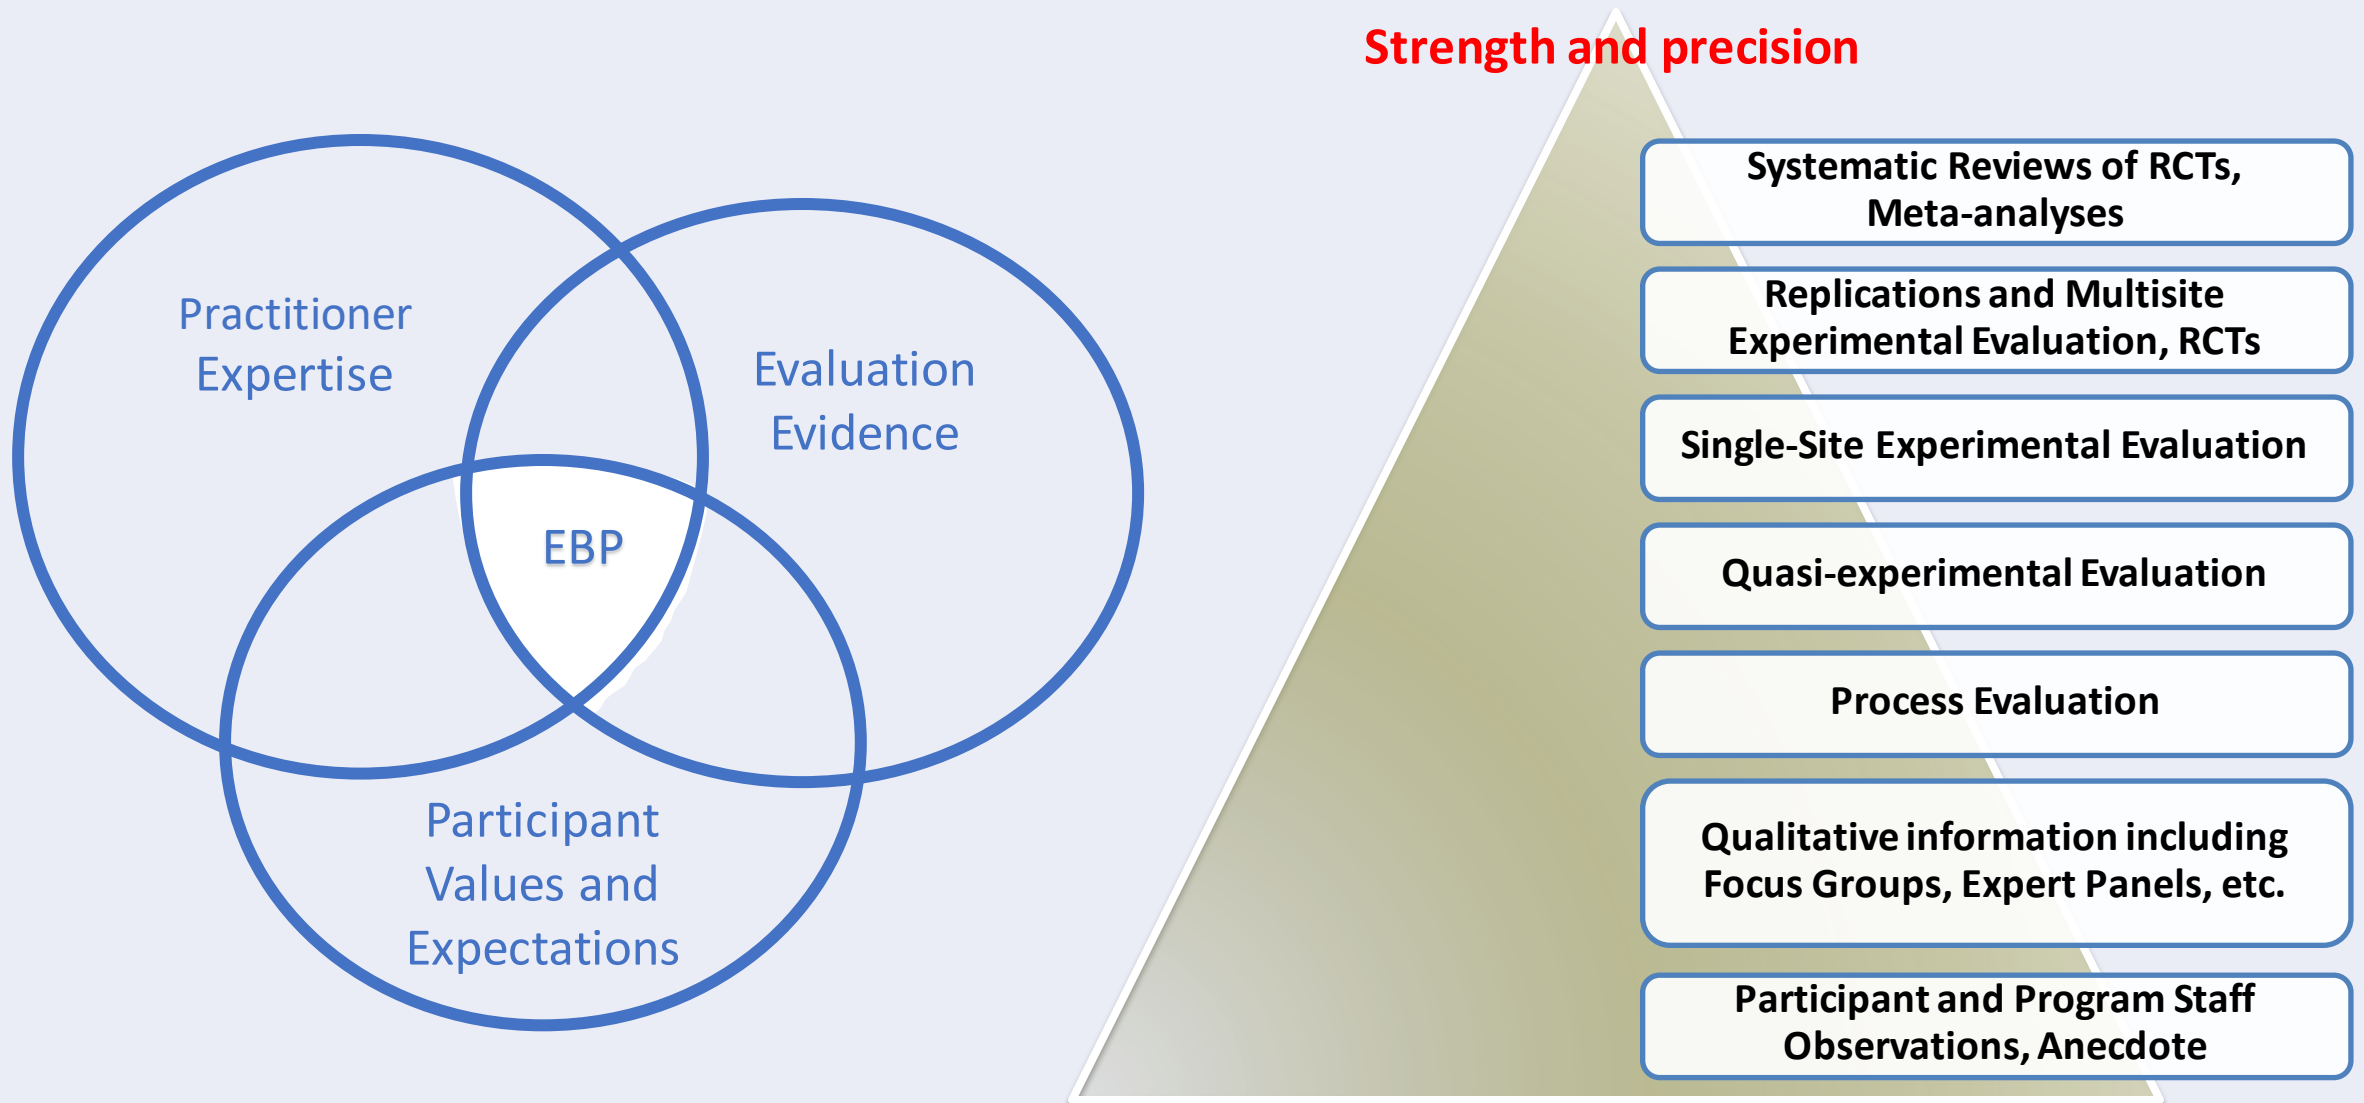 Strength and precision
Practitioner
Expertise
Evaluation
Evidence
EBP
Participant
Values and
Expectations
Systematic Reviews of RCTs,
Meta-analyses
Replications and Multisite
Experimental Evaluation, RCTs
Single-Site Experimental Evaluation
Quasi-experimental Evaluation
Process Evaluation
Qualitative information including
Focus Groups, Expert Panels, etc.
Participant and Program Staff
Observations, Anecdote